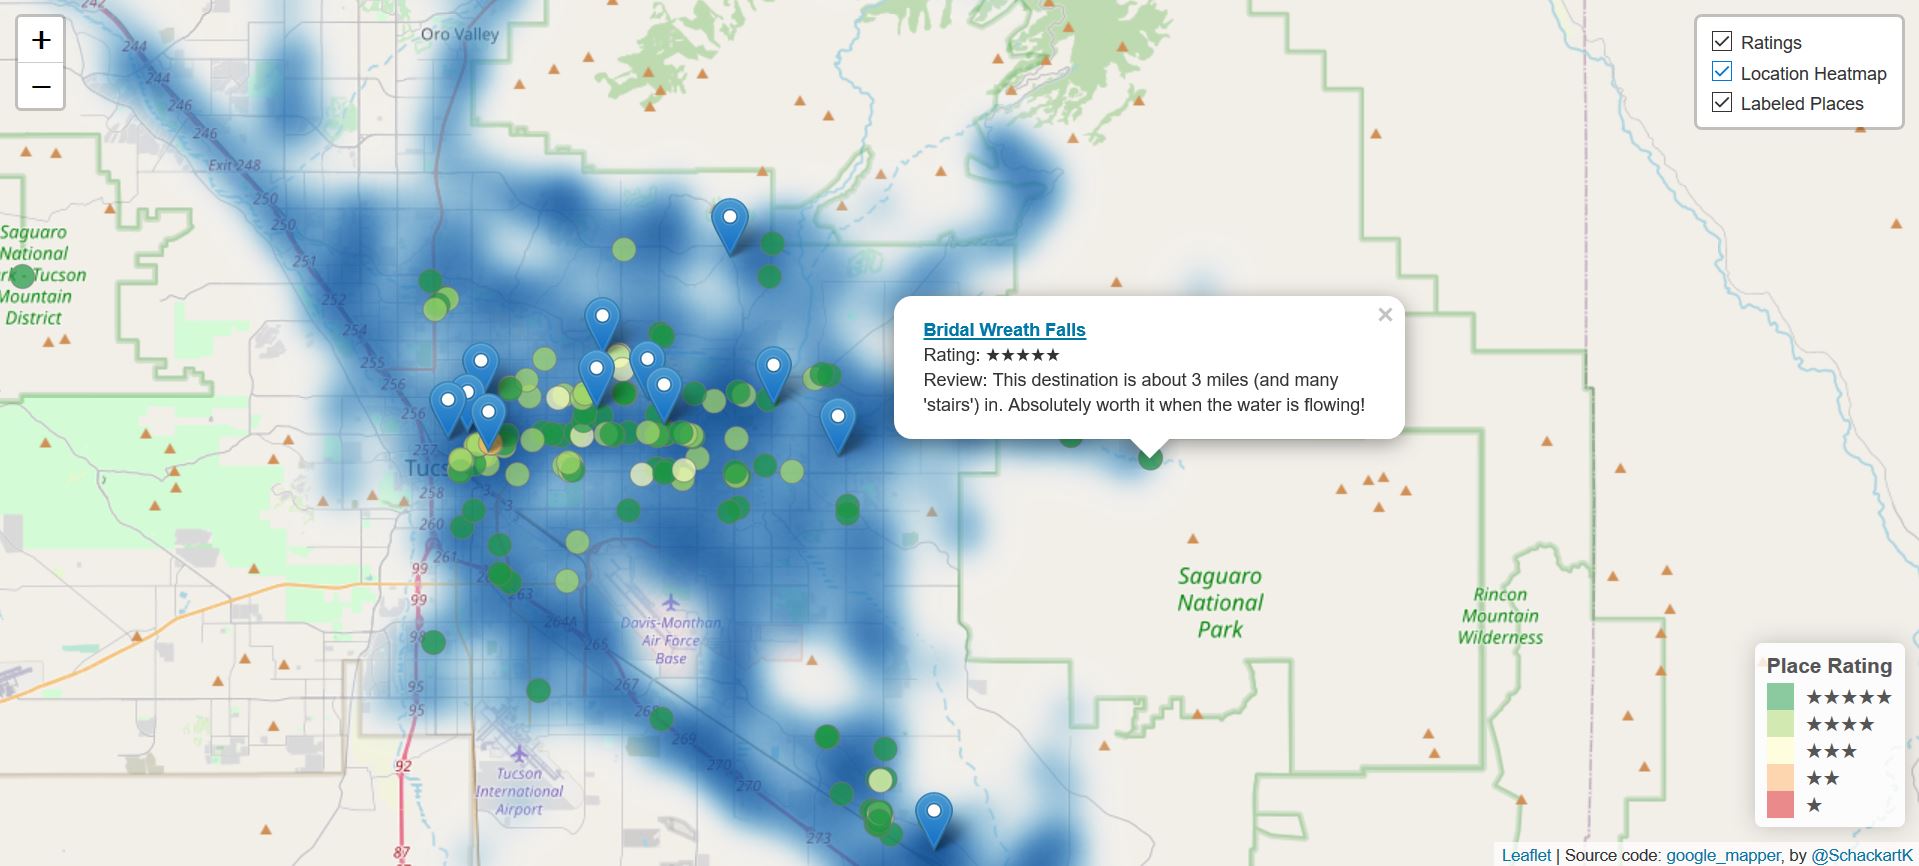 242
Oro Valley
244
244
246
246
Exit 248
250
250
251
252
254
255
256
256
257
258
260
261
263
264A
265
267
268
269
270
270
273
99
99
98
95
95
92
87
Saguaro
National
Park - Tucson
Mountain
District
Davis-Monthan
Air Force
Base
Tucson
International
Airport
Saguaro
National
Park
Rincon
Mountain
Wilderness
+
−
Ratings
Location Heatmap
Labeled Places
×
Bridal Wreath Falls
Rating: ★★★★★
Review: This destination is about 3 miles (and many
'stairs') in. Absolutely worth it when the water is flowing!
Place Rating
★★★★★
★★★★
★★★
★★
★
Leaflet | Source code: google_mapper, by @SchackartK